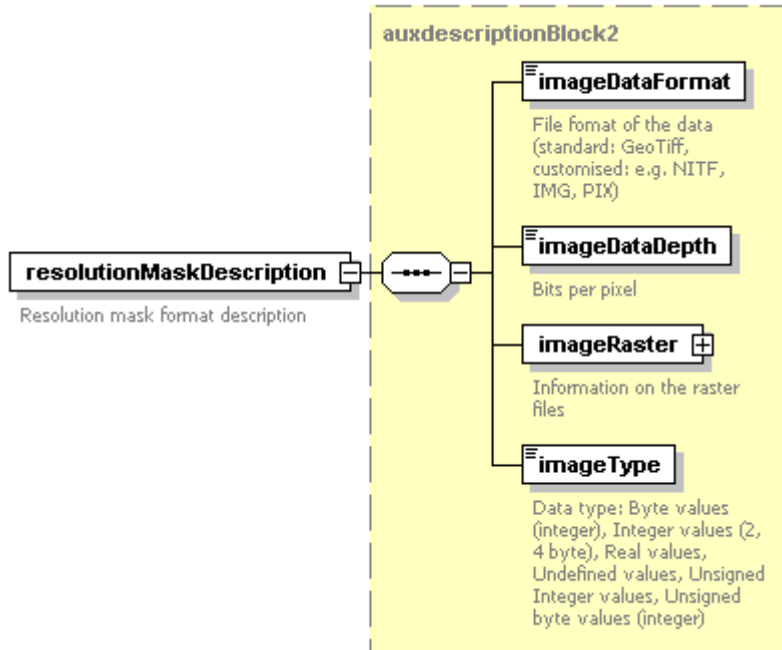 auxdescriptionBlock2
imageDataFormat
File fomat of the data
(standard: GeoTiff,
customised: e.g. NITF,
IMG, PIX)
imageDataDepth
Bits per pixel
resolutionMaskDescription
Resolution mask format description
imageRaster
Information on the raster
files
imageType
Data type: Byte values
(integer), Integer values (2,
4 byte), Real values,
Undefined values, Unsigned
Integer values, Unsigned
byte values (integer)